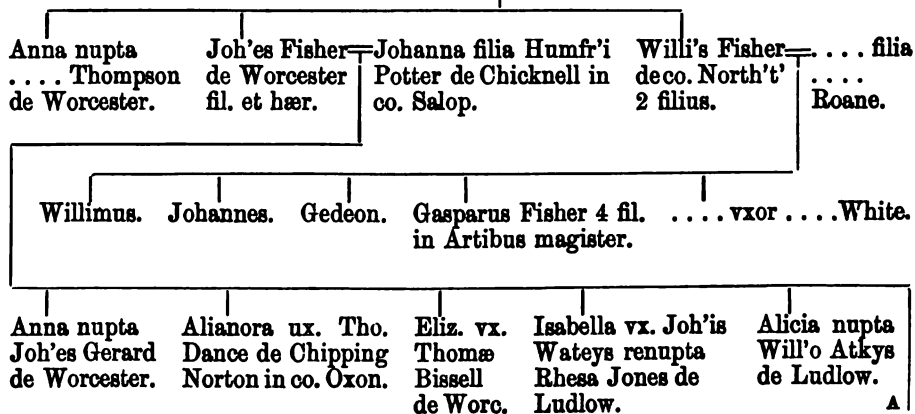 Anna nupta
. . . . Thompson
de Worcester.
Joh'es Fisher
de Worcester
fil. et hær.
Johanna filia Humfr'i
Potter de Chicknell in
co. Salop.
Willi's Fisher
de co. North't'
2 filius.
. . . . filia
. . . .
Roane.
Willimus.
Johannes.
Gedeon.
Gasparus Fisher 4 fil.
in Artibus magister.
. . . . vxor . . . . White.
Anna nupta
Joh'es Gerard
de Worcester.
Alianora ux. Tho.
Dance de Chipping
Norton in co. Oxon.
Eliz. vx.
Thomæ
Bissell
de Worc.
Isabella vx. Joh'is
Wateys renupta
Rhesa Jones de
Ludlow.
Alicia nupta
Will'o Atkys
de Ludlow.
A